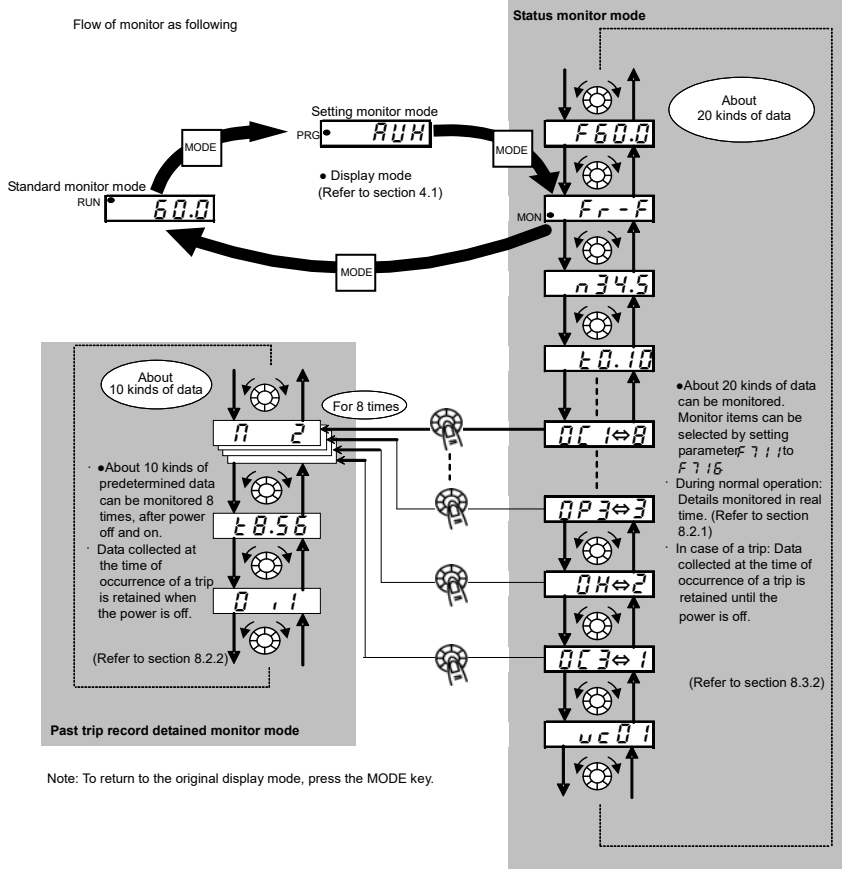 Flow of monitor as following
Setting monitor mode
PRG
AUH
MODE
MODE
● Display mode
(Refer to section 4.1)
Standard monitor mode
RUN
60.0
MODE
Status monitor mode
About
20 kinds of data
F60.0
MON
Fr-F
n34.5
t0.10
OC1⇔8
OP3⇔3
OH⇔2
OC3⇔1
uc01
●About 20 kinds of data
can be monitored.
Monitor items can be
selected by setting
parameter F711 to
F716.
· During normal operation:
Details monitored in real
time. (Refer to section
8.2.1)
· In case of a trip: Data
collected at the time of
occurrence of a trip is
retained until the
power is off.
(Refer to section 8.3.2)
About
10 kinds of data
For 8 times
n 2
t8.56
· ●About 10 kinds of
predetermined data
can be monitored 8
times, after power
off and on.
· Data collected at
the time of
occurrence of a trip
is retained when
the power is off.
(Refer to section 8.2.2)
Past trip record detained monitor mode
Note: To return to the original display mode, press the MODE key.